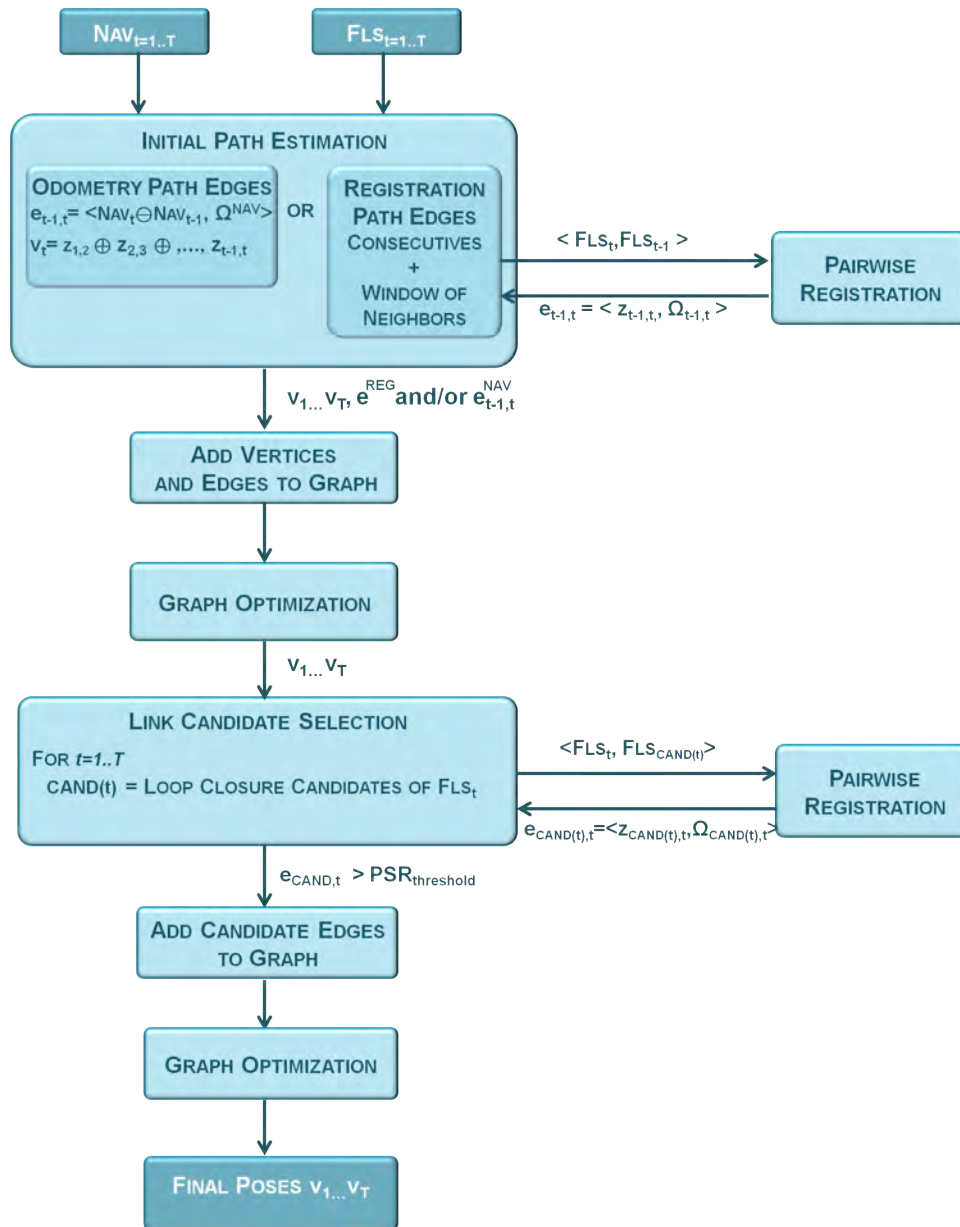 NAVt=1..T
FLSt=1..T
INITIAL PATH ESTIMATION
ODOMETRY PATH EDGES
et-1,t= <NAVt⊖NAVt-1, Ω^NAV>
vt= z1,2 ⊕ z2,3 ⊕ ,..., zt-1,t
OR
REGISTRATION
PATH EDGES
CONSECUTIVES
+
WINDOW OF
NEIGHBORS
< FLSt,FLSt-1 >
et-1,t = < zt-1,t,, Ωt-1,t >
PAIRWISE
REGISTRATION
v1...vT, e^REG and/or e^NAV t-1,t
ADD VERTICES
AND EDGES TO GRAPH
GRAPH OPTIMIZATION
v1...vT
LINK CANDIDATE SELECTION
FOR t=1..T
CAND(t) = LOOP CLOSURE CANDIDATES OF FLSt
<FLSt, FLSCAND(t)>
eCAND(t),t=<zCAND(t),t,ΩCAND(t),t>
PAIRWISE
REGISTRATION
eCAND,t > PSRthreshold
ADD CANDIDATE EDGES
TO GRAPH
GRAPH OPTIMIZATION
FINAL POSES v1...vT